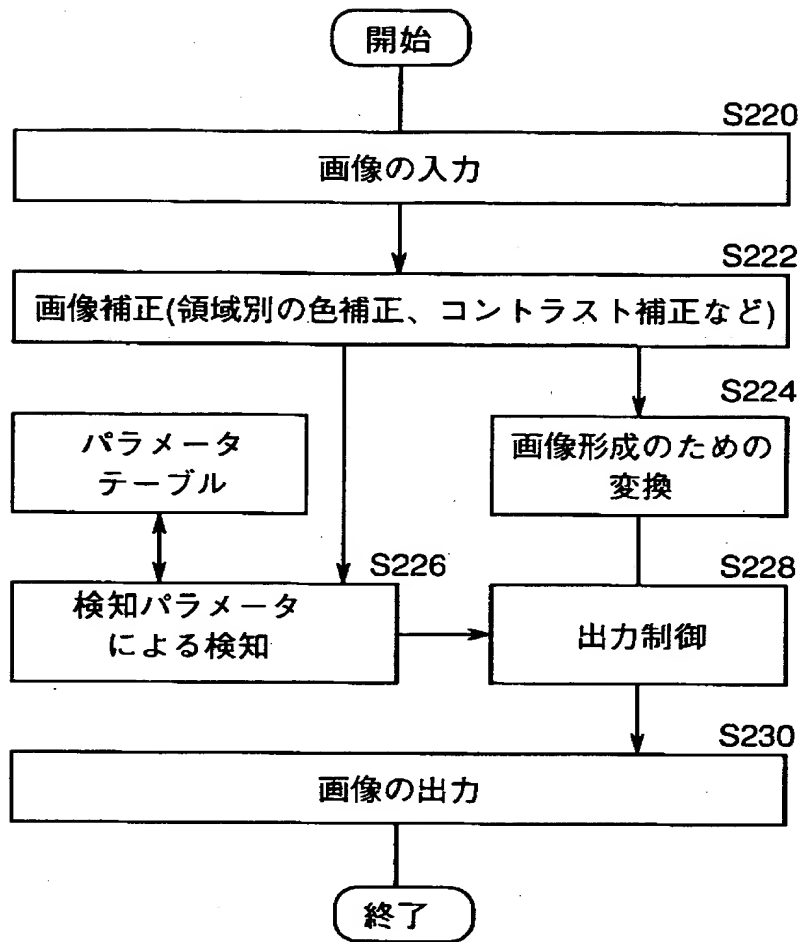 開始
S220
画像の入力
S222
画像補正(領域別の色補正、コントラスト補正など)
S224
パラメータ
テーブル
画像形成のための
変換
S226
検知パラメータ
による検知
S228
出力制御
S230
画像の出力
終了